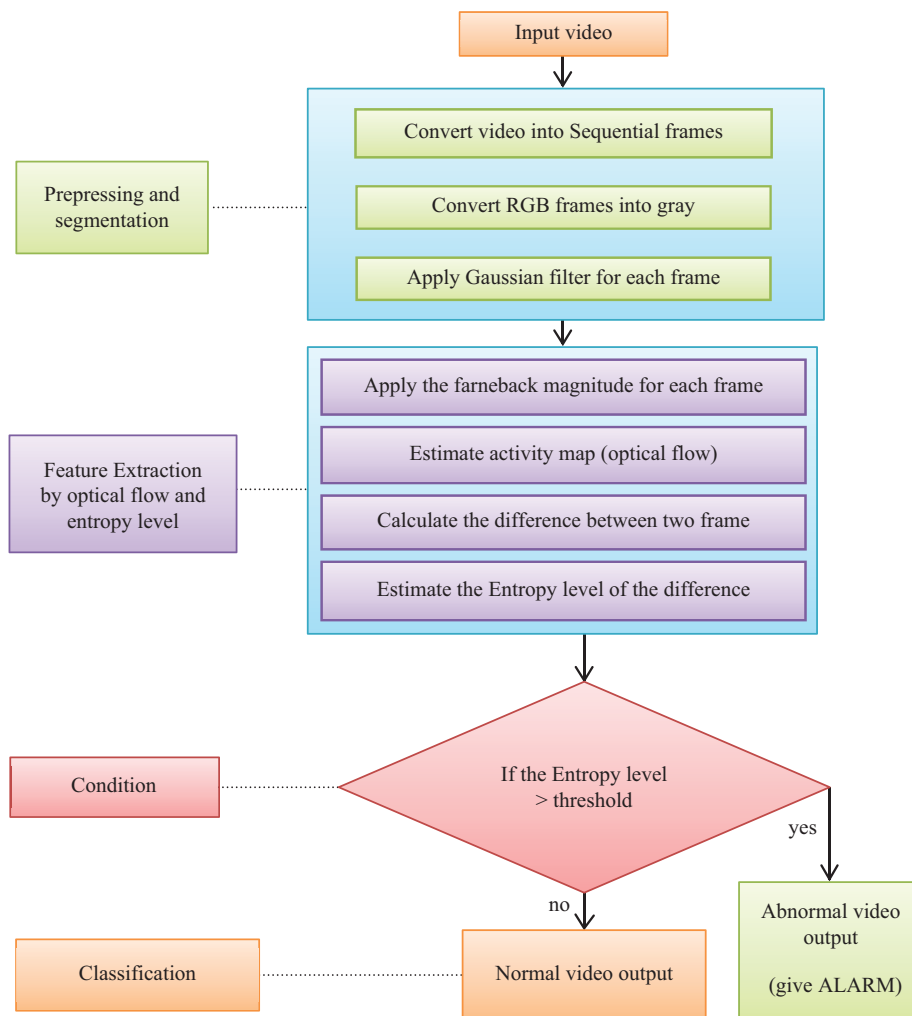 Input video
Convert video into Sequential frames
Prepressing and
segmentation
Convert RGB frames into gray
Apply Gaussian filter for each frame
Apply the farneback magnitude for each frame
Estimate activity map (optical flow)
Feature Extraction
by optical flow and
entropy level
Calculate the difference between two frame
Estimate the Entropy level of the difference
Condition
If the Entropy level
> threshold
yes
no
Abnormal video
output
(give ALARM)
Classification
Normal video output